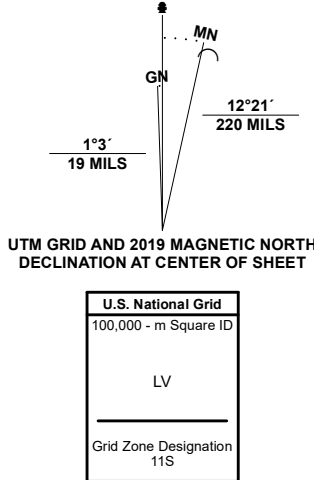 MN
GN
12°21´
220 MILS
1°3´
19 MILS
UTM GRID AND 2019 MAGNETIC NORTH
DECLINATION AT CENTER OF SHEET
U.S. National Grid
100,000 - m Square ID
LV
Grid Zone Designation
11S